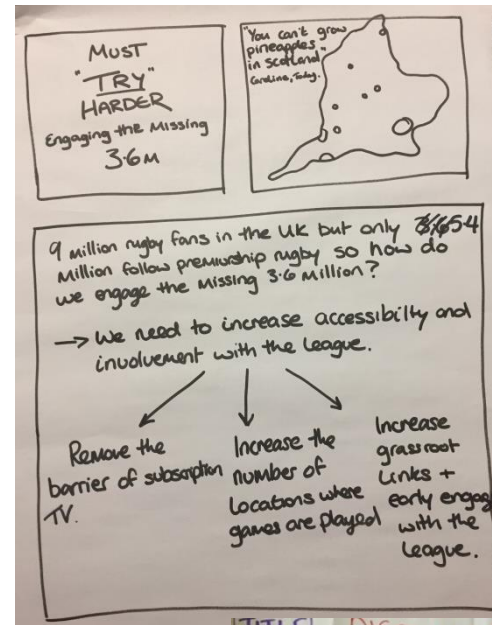 MUST
"TRY"
HARDER
Engaging the Missing
3.6M
"You can't grow
pineapples
in Scotland"
Caroline, Today.
9 million rugby fans in the UK but only 54
Million follow premiership rugby so how do
we engage the missing 3.6 Million?
→ We need to increase accessibilty and
involvement with the league.
Remove the
barrier of subscription
TV.
Increase the
number of
locations where
games are played
Increase
grassroot
links +
early engag
with the
league.